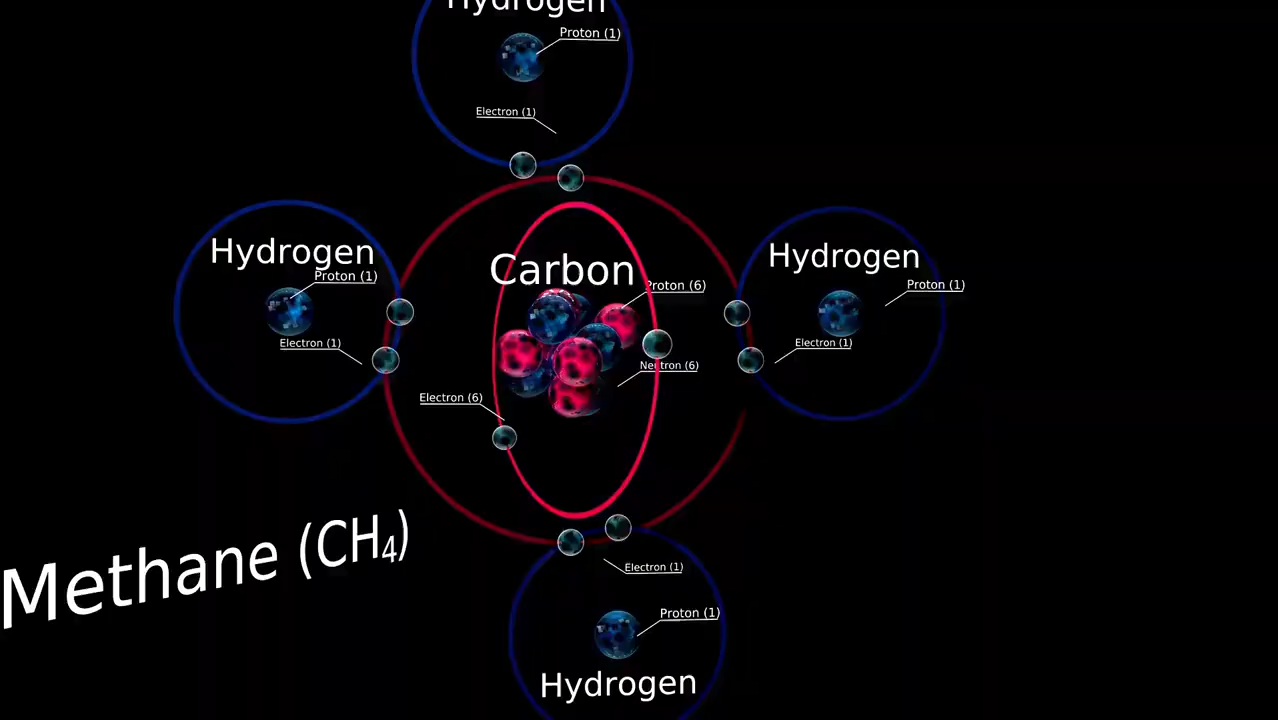 Hydrogen
Proton (1)
Electron (1)
Hydrogen
Proton (1)
Electron (1)
Carbon
Proton (6)
Neutron (6)
Electron (6)
Hydrogen
Proton (1)
Electron (1)
Methane (CH₄)
Electron (1)
Proton (1)
Hydrogen